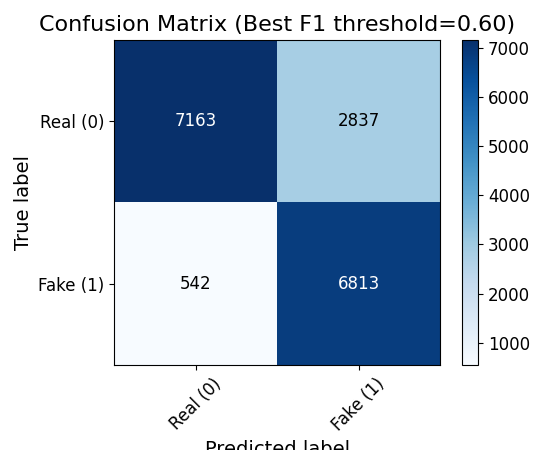 Confusion Matrix (Best F1 threshold=0.60)
True label
Real (0)
7163
2837
Fake (1)
542
6813
Real (0)
Fake (1)
Predicted label
7000
6000
5000
4000
3000
2000
1000